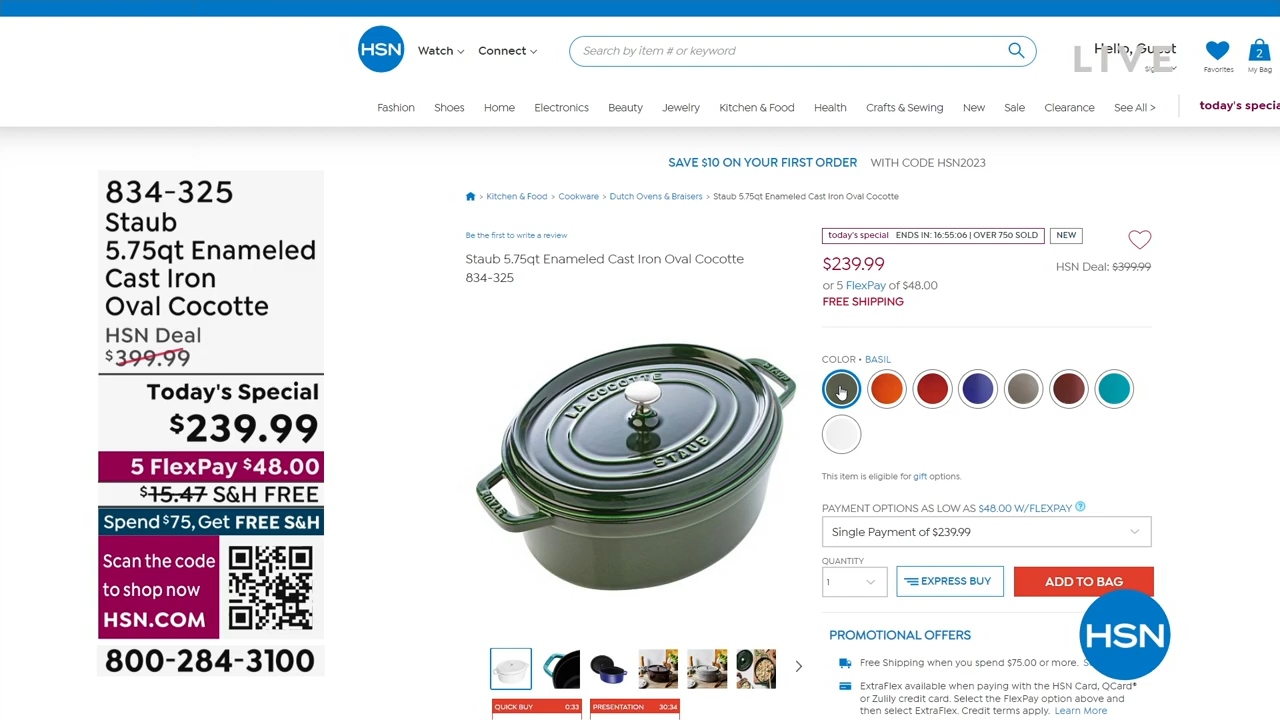 HSN
Watch
Connect
Search by item # or keyword
Hello, Guest
LIVE
Favorites
2
My Bag
Fashion
Shoes
Home
Electronics
Beauty
Jewelry
Kitchen & Food
Health
Crafts & Sewing
New
Sale
Clearance
See All >
today's specia
SAVE $10 ON YOUR FIRST ORDER WITH CODE HSN2023
> Kitchen & Food > Cookware > Dutch Ovens & Braisers > Staub 5.75qt Enameled Cast Iron Oval Cocotte
834-325
Staub
5.75qt Enameled
Cast Iron
Oval Cocotte
HSN Deal
$399.99
Today's Special
$239.99
5 FlexPay $48.00
$15.47 S&H FREE
Spend $75, Get FREE S&H
Scan the code
to shop now
HSN.COM
800-284-3100
Be the first to write a review
Staub 5.75qt Enameled Cast Iron Oval Cocotte
834-325
LA COCOTTE
STAUB
STAUB
QUICK BUY 0:33
PRESENTATION 30:34
today's special ENDS IN: 16:55:06 | OVER 750 SOLD
NEW
$239.99
HSN Deal: $399.99
or 5 FlexPay of $48.00
FREE SHIPPING
COLOR • BASIL
This item is eligible for gift options.
PAYMENT OPTIONS AS LOW AS $48.00 W/FLEXPAY ?
Single Payment of $239.99
QUANTITY
1
EXPRESS BUY
ADD TO BAG
PROMOTIONAL OFFERS
HSN
Free Shipping when you spend $75.00 or more.
ExtraFlex available when paying with the HSN Card, QCard®
or Zulily credit card. Select the FlexPay option above and
then select ExtraFlex. Credit terms apply. Learn More